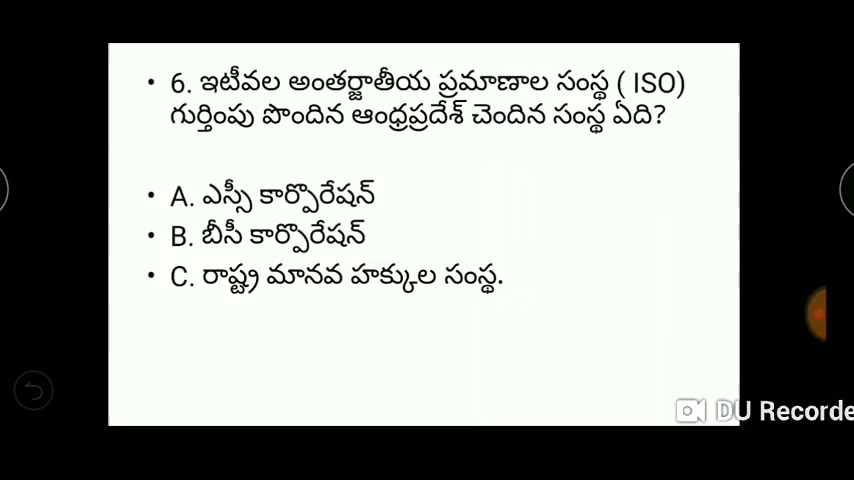 • 6. ఇటీవల అంతర్జాతీయ ప్రమాణాల సంస్థ ( ISO)
గుర్తింపు పొందిన ఆంధ్రప్రదేశ్ చెందిన సంస్థ ఏది?
• A. ఎస్సీ కార్పొరేషన్
• B. బీసీ కార్పొరేషన్
• C. రాష్ట్ర మానవ హక్కుల సంస్థ.
DU Recorde